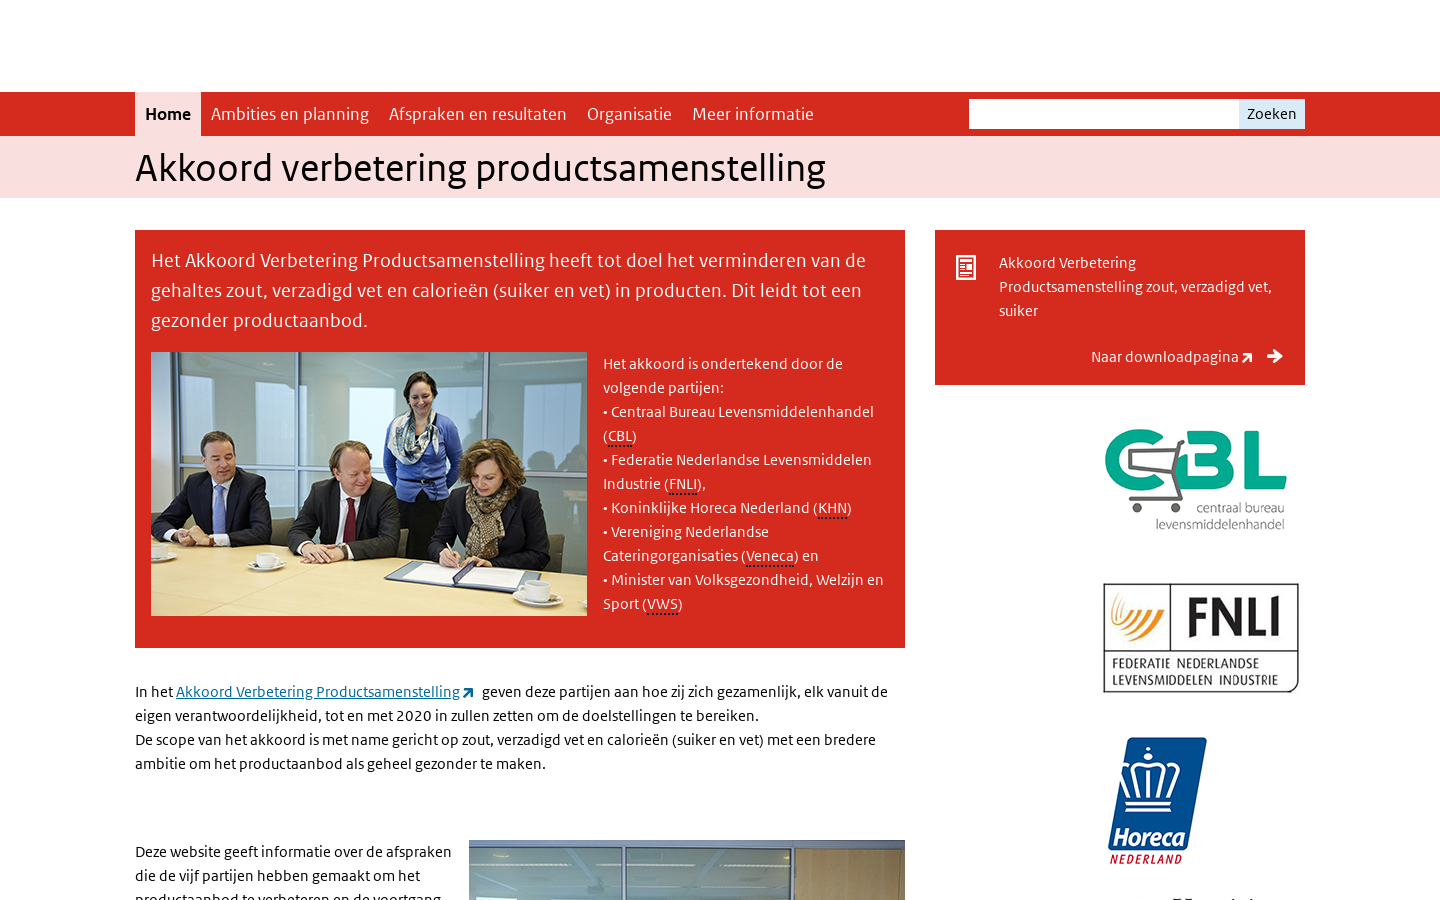 Home
Ambities en planning
Afspraken en resultaten
Organisatie
Meer informatie
Zoeken
Akkoord verbetering productsamenstelling
Het Akkoord Verbetering Productsamenstelling heeft tot doel het verminderen van de
gehaltes zout, verzadigd vet en calorieën (suiker en vet) in producten. Dit leidt tot een
gezonder productaanbod.
Het akkoord is ondertekend door de
volgende partijen:
• Centraal Bureau Levensmiddelenhandel
(CBL)
• Federatie Nederlandse Levensmiddelen
Industrie (FNLI),
• Koninklijke Horeca Nederland (KHN)
• Vereniging Nederlandse
Cateringorganisaties (Veneca) en
• Minister van Volksgezondheid, Welzijn en
Sport (VWS)
In het Akkoord Verbetering Productsamenstelling geven deze partijen aan hoe zij zich gezamenlijk, elk vanuit de
eigen verantwoordelijkheid, tot en met 2020 in zullen zetten om de doelstellingen te bereiken.
De scope van het akkoord is met name gericht op zout, verzadigd vet en calorieën (suiker en vet) met een bredere
ambitie om het productaanbod als geheel gezonder te maken.
Deze website geeft informatie over de afspraken
die de vijf partijen hebben gemaakt om het
productaanbod te verbeteren en de voortgang
Akkoord Verbetering
Productsamenstelling zout, verzadigd vet,
suiker
Naar downloadpagina
CBL
centraal bureau
levensmiddelenhandel
FNLI
FEDERATIE NEDERLANDSE
LEVENSMIDDELEN INDUSTRIE
Horeca
NEDERLAND